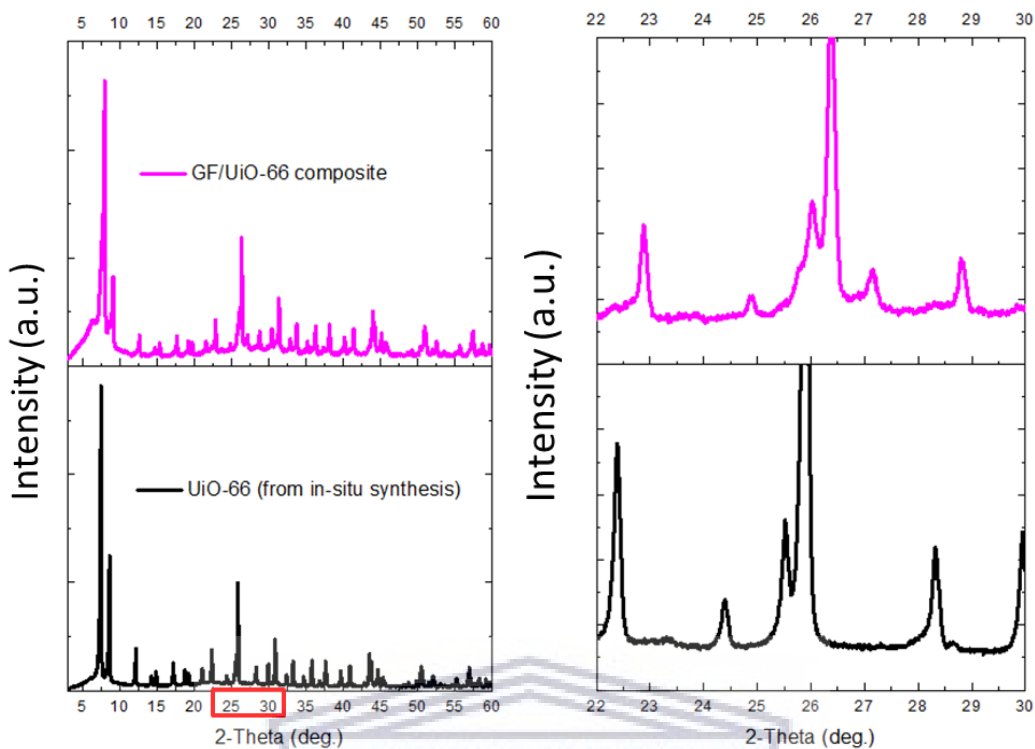 5 10 15 20 25 30 35 40 45 50 55 60
22 23 24 25 26 27 28 29 30
Intensity (a.u.)
GF/UiO-66 composite
Intensity (a.u.)
UiO-66 (from in-situ synthesis)
5 10 15 20 25 30 35 40 45 50 55 60
22 23 24 25 26 27 28 29 30
2-Theta (deg.)
2-Theta (deg.)